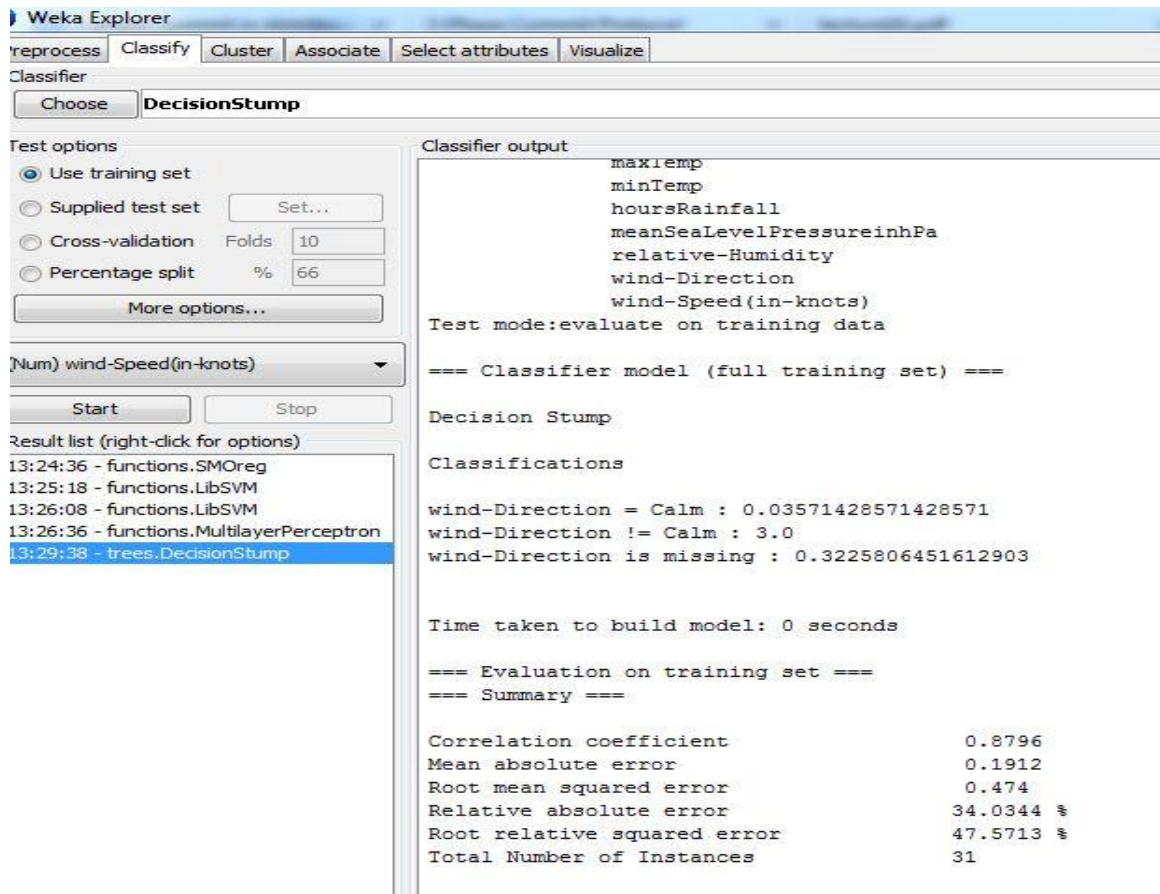 Weka Explorer
reprocess Classify Cluster Associate Select attributes Visualize
Classifier
Choose DecisionStump
Test options
Use training set
Supplied test set Set...
Cross-validation Folds 10
Percentage split % 66
More options...
(Num) wind-Speed(in-knots)
Start Stop
Result list (right-click for options)
13:24:36 - functions.SMOreg
13:25:18 - functions.LibSVM
13:26:08 - functions.LibSVM
13:26:36 - functions.MultilayerPerceptron
13:29:38 - trees.DecisionStump
Classifier output
maxTemp
minTemp
hoursRainfall
meanSeaLevelPressureinhPa
relative-Humidity
wind-Direction
wind-Speed(in-knots)
Test mode:evaluate on training data
=== Classifier model (full training set) ===
Decision Stump
Classifications
wind-Direction = Calm : 0.03571428571428571
wind-Direction != Calm : 3.0
wind-Direction is missing : 0.3225806451612903
Time taken to build model: 0 seconds
=== Evaluation on training set ===
=== Summary ===
Correlation coefficient 0.8796
Mean absolute error 0.1912
Root mean squared error 0.474
Relative absolute error 34.0344 %
Root relative squared error 47.5713 %
Total Number of Instances 31